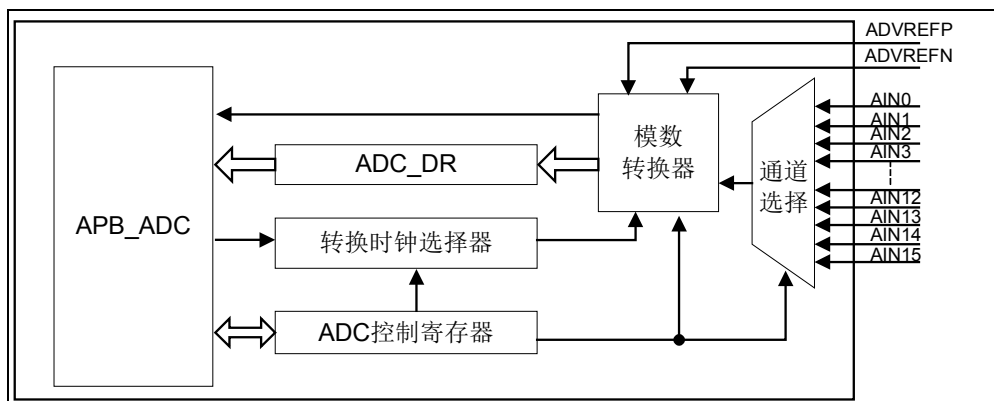 ADVREFP
ADVREFN
AIN0
AIN1
AIN2
AIN3
AIN12
AIN13
AIN14
AIN15
模数
转换器
通道
选择
ADC_DR
APB_ADC
转换时钟选择器
ADC控制寄存器